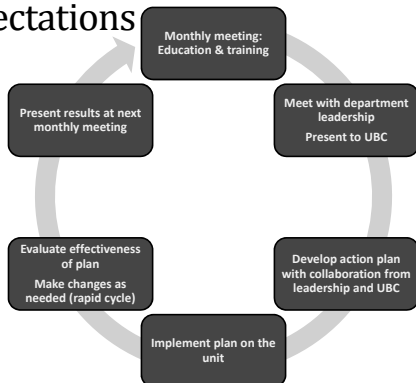 ectations
Monthly meeting:
Education & training
Meet with department
leadership
Present to UBC
Develop action plan
with collaboration from
leadership and UBC
Implement plan on the
unit
Evaluate effectiveness
of plan
Make changes as
needed (rapid cycle)
Present results at next
monthly meeting